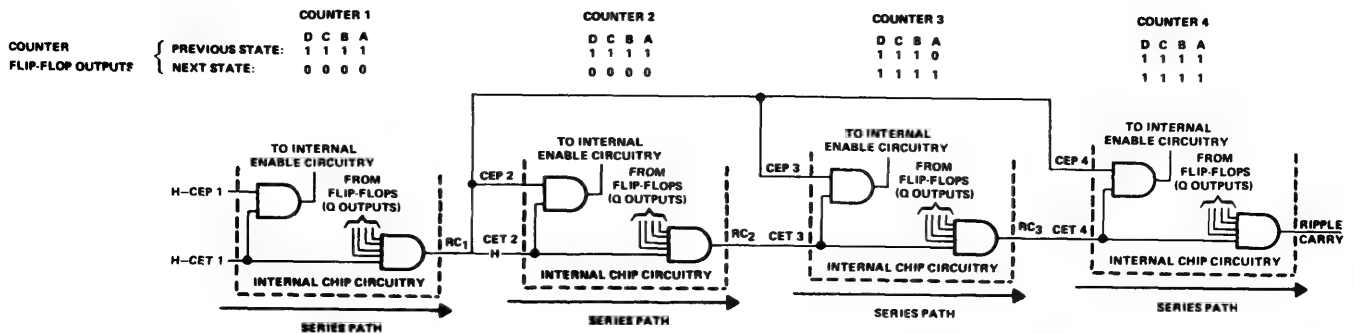 COUNTER 1
COUNTER 2
COUNTER 3
COUNTER 4
COUNTER
FLIP-FLOP OUTPUTS
PREVIOUS STATE:
NEXT STATE:
D C B A
1 1 1 1
0 0 0 0
D C B A
1 1 1 1
0 0 0 0
D C B A
1 1 1 0
1 1 1 1
D C B A
1 1 1 1
1 1 1 1
TO INTERNAL
ENABLE CIRCUITRY
FROM
FLIP-FLOPS
(Q OUTPUTS)
H-CEP 1
H-CET 1
INTERNAL CHIP CIRCUITRY
SERIES PATH
RC1
CEP 2
CET 2
H
TO INTERNAL
ENABLE CIRCUITRY
FROM
FLIP-FLOPS
(Q OUTPUTS)
INTERNAL CHIP CIRCUITRY
SERIES PATH
RC2
CEP 3
CET 3
TO INTERNAL
ENABLE CIRCUITRY
FROM
FLIP-FLOPS
(Q OUTPUTS)
INTERNAL CHIP CIRCUITRY
SERIES PATH
RC3
CEP 4
CET 4
TO INTERNAL
ENABLE CIRCUITRY
FROM
FLIP-FLOPS
(Q OUTPUTS)
INTERNAL CHIP CIRCUITRY
SERIES PATH
RIPPLE
CARRY